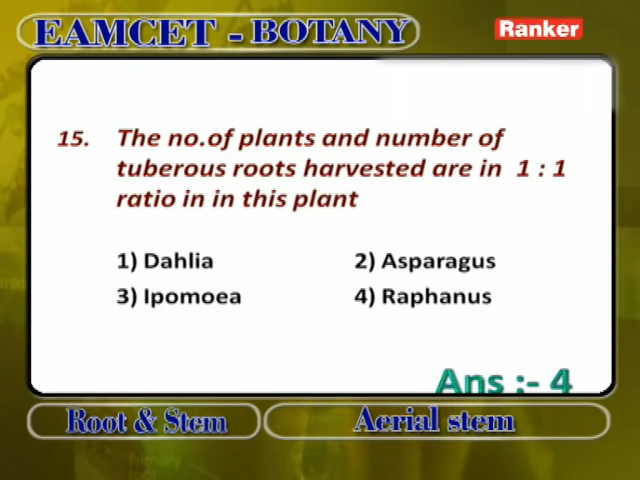 EAMCET - BOTANY
Ranker
15. The no.of plants and number of
tuberous roots harvested are in 1 : 1
ratio in in this plant
1) Dahlia 2) Asparagus
3) Ipomoea 4) Raphanus
Ans :- 4
Root & Stem
Aerial stem